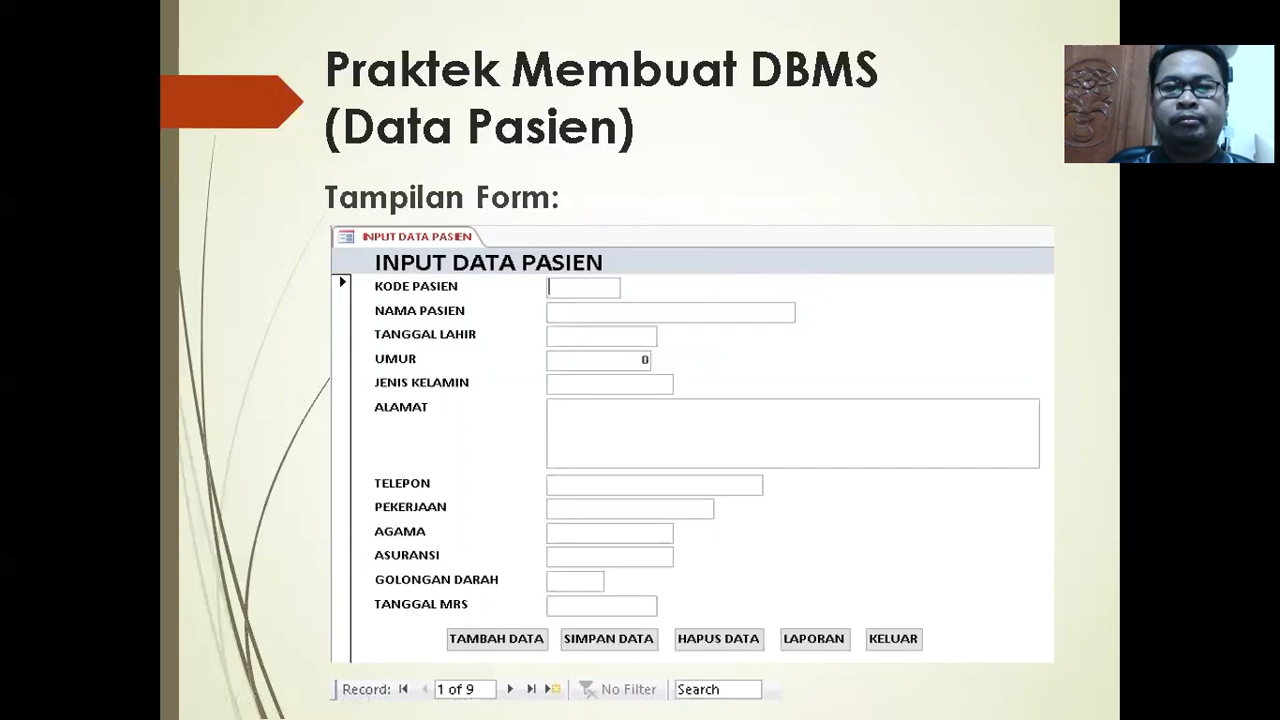 Praktek Membuat DBMS
(Data Pasien)
Tampilan Form:
INPUT DATA PASIEN
INPUT DATA PASIEN
KODE PASIEN
NAMA PASIEN
TANGGAL LAHIR
UMUR 0
JENIS KELAMIN
ALAMAT
TELEPON
PEKERJAAN
AGAMA
ASURANSI
GOLONGAN DARAH
TANGGAL MRS
TAMBAH DATA SIMPAN DATA HAPUS DATA LAPORAN KELUAR
Record: 1 of 9 No Filter Search